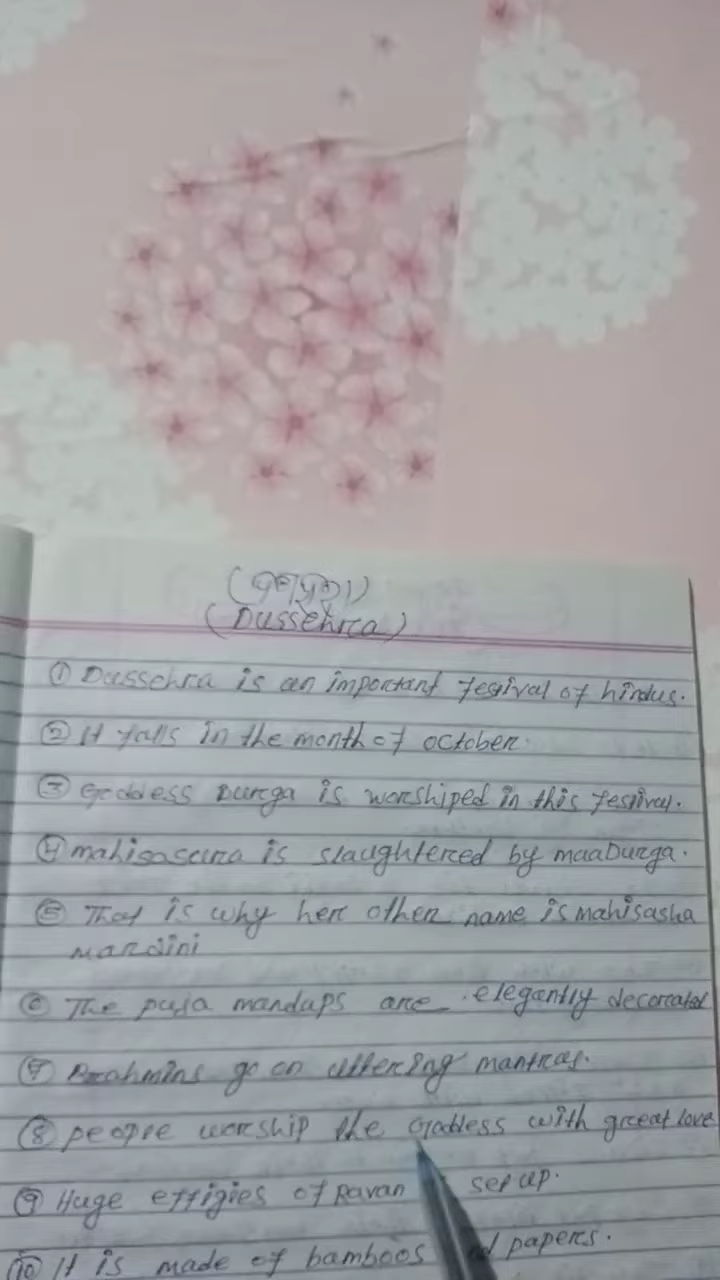 (ଦଶହରା)
(Dussehra)
① Dussehra is an important festival of hindus.
② It falls in the month of october.
③ Goddess Durga is worshiped in this festival.
④ mahisasura is slaughtered by maaDurga.
⑤ That is why her other name is mahisasha
mardini
⑥ The puja mandaps are elegantly decorated
⑦ Brahmins go on uttering mantras.
⑧ people worship the Goddess with great love
⑨ Huge effigies of Ravan set up.
⑩ It is made of bamboos papers.